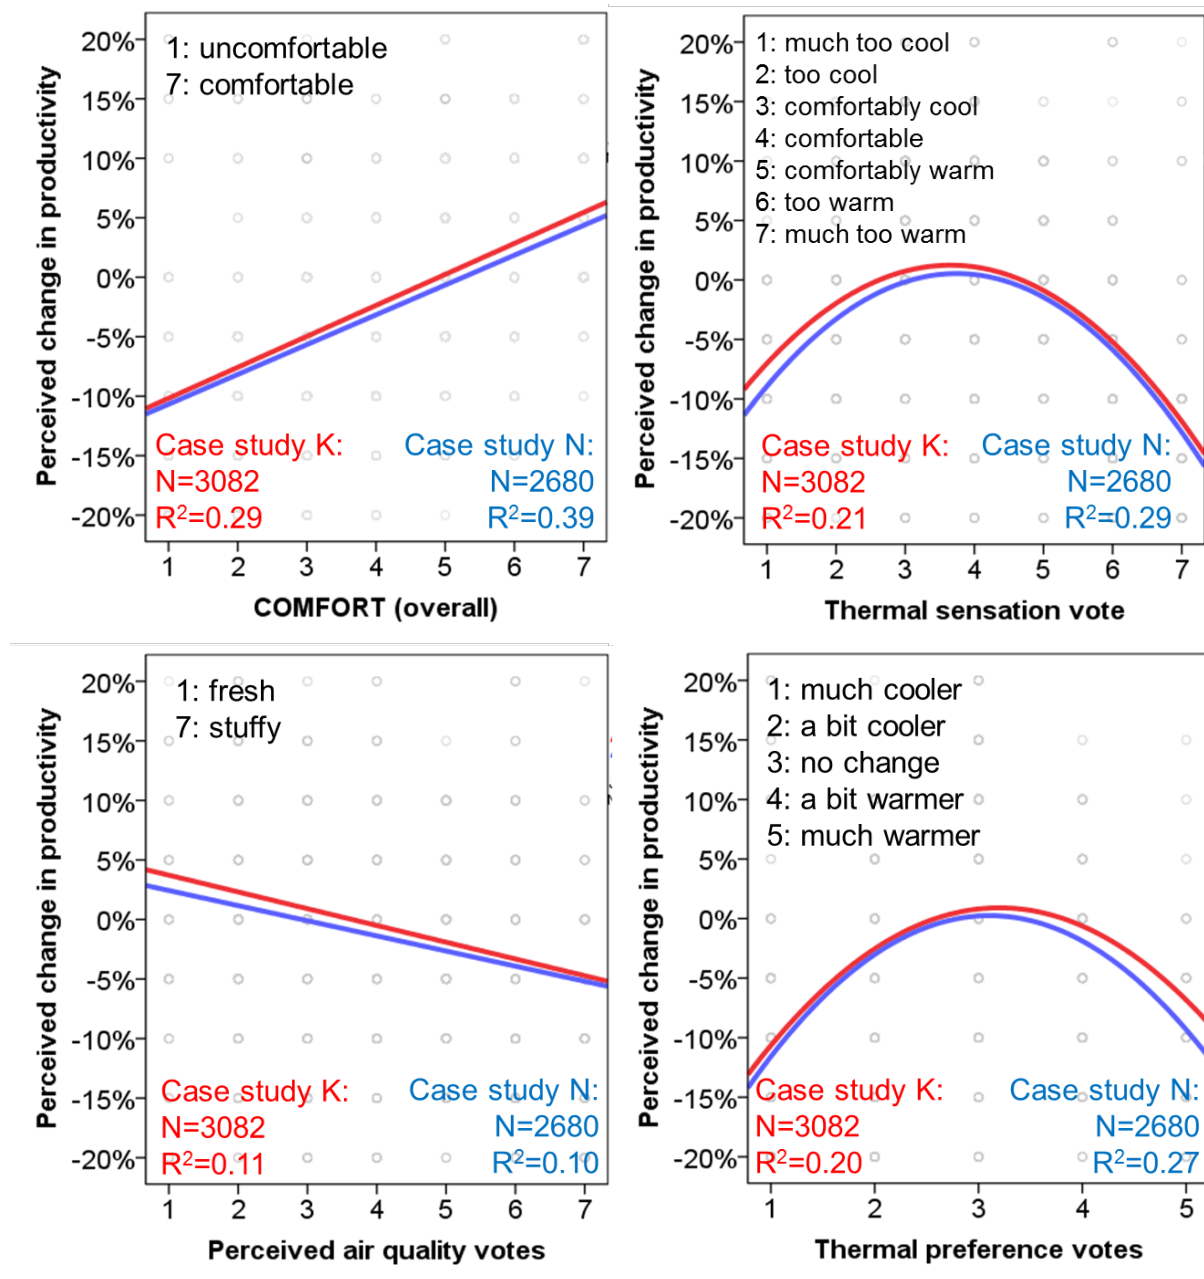 Perceived change in productivity
20%
15%
10%
5%
0%
-5%
-10%
-15%
-20%
1: uncomfortable
7: comfortable
Case study K:
N=3082
R²=0.29
Case study N:
N=2680
R²=0.39
1 2 3 4 5 6 7
COMFORT (overall)
Perceived change in productivity
20%
15%
10%
5%
0%
-5%
-10%
-15%
-20%
1: much too cool
2: too cool
3: comfortably cool
4: comfortable
5: comfortably warm
6: too warm
7: much too warm
Case study K:
N=3082
R²=0.21
Case study N:
N=2680
R²=0.29
1 2 3 4 5 6 7
Thermal sensation vote
Perceived change in productivity
20%
15%
10%
5%
0%
-5%
-10%
-15%
-20%
1: fresh
7: stuffy
Case study K:
N=3082
R²=0.11
Case study N:
N=2680
R²=0.10
1 2 3 4 5 6 7
Perceived air quality votes
Perceived change in productivity
20%
15%
10%
5%
0%
-5%
-10%
-15%
-20%
1: much cooler
2: a bit cooler
3: no change
4: a bit warmer
5: much warmer
Case study K:
N=3082
R²=0.20
Case study N:
N=2680
R²=0.27
1 2 3 4 5
Thermal preference votes